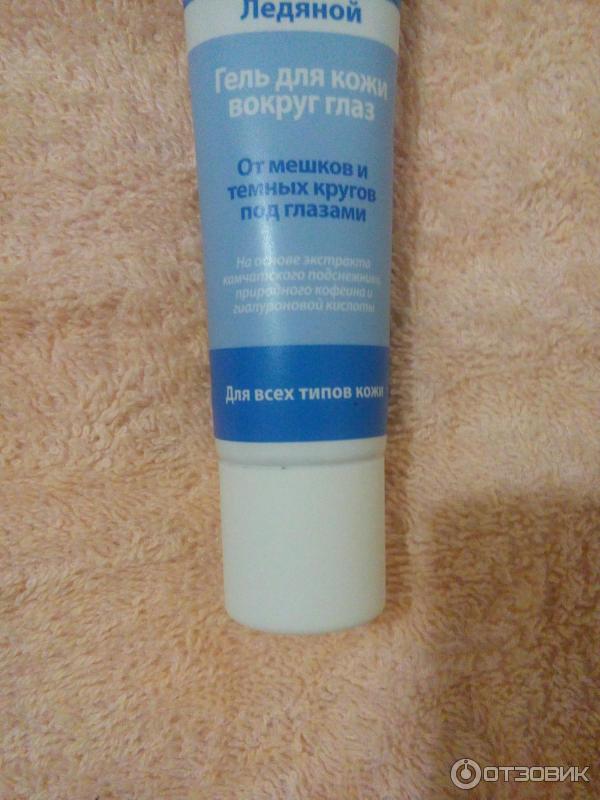 Ледяной
Гель для кожи
вокруг глаз
От мешков и
темных кругов
под глазами
На основе экстракта
камчатского подснежника,
природного кофеина и
гиалуроновой кислоты
Для всех типов кожи
ОТЗОВИК